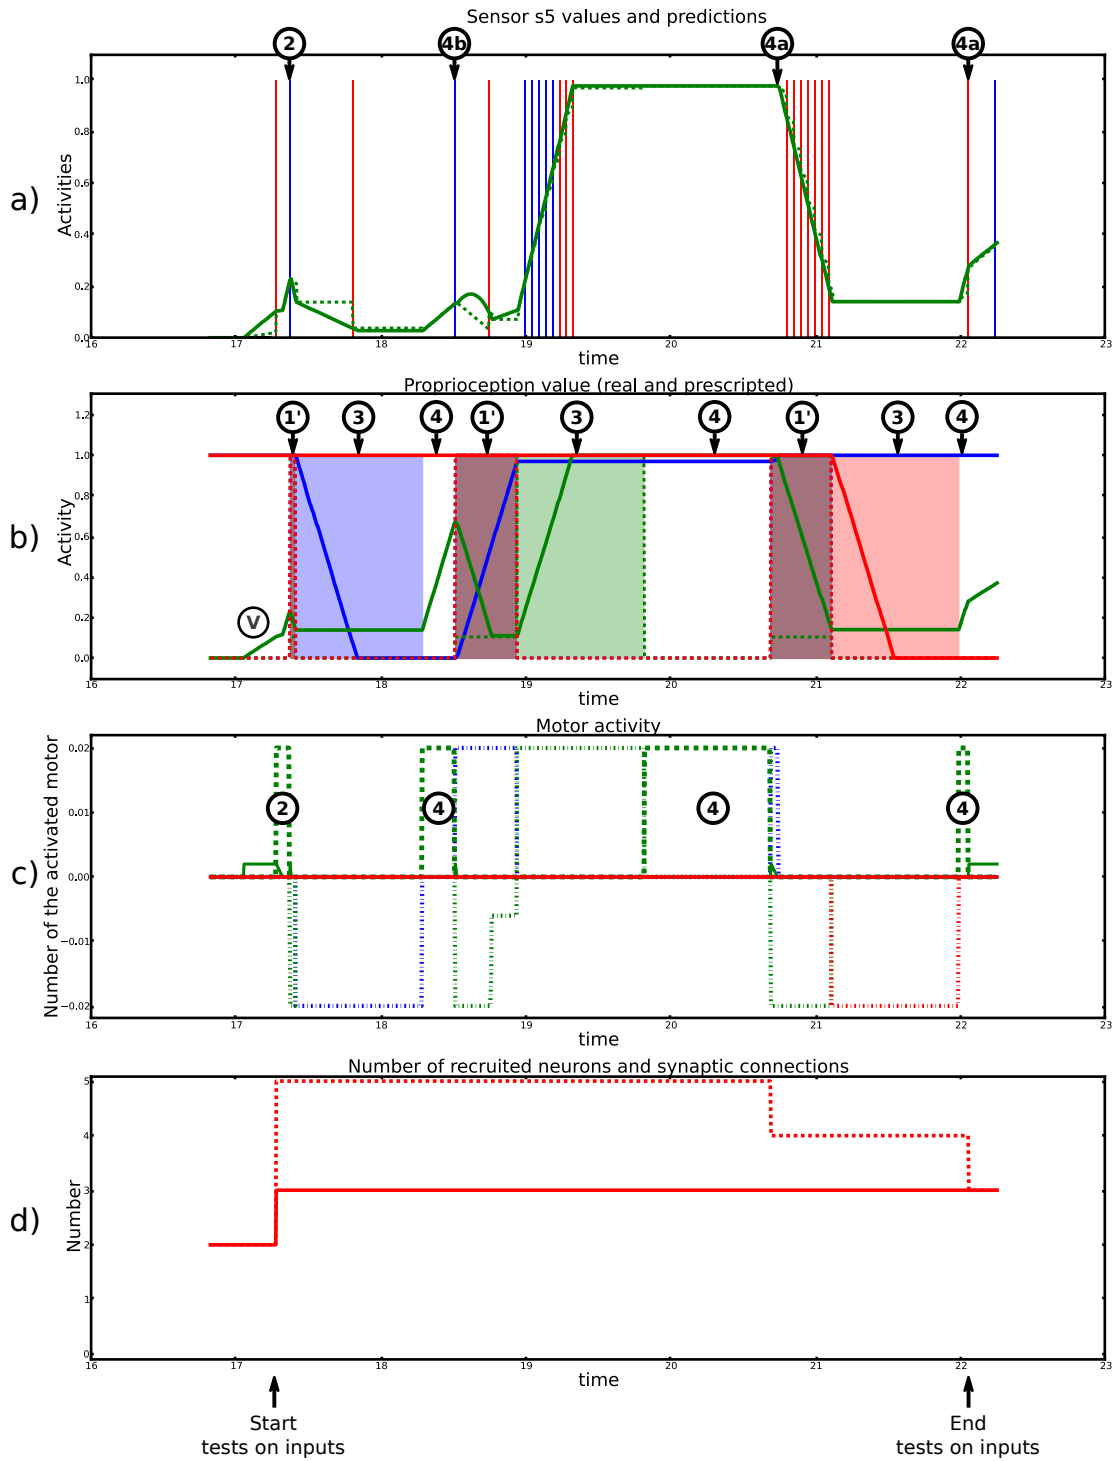 Sensor s5 values and predictions
2 4b 4a 4a
a)
Activities
1.0
0.8
0.6
0.4
0.2
0.0
16 17 18 19 20 21 22 23
time
Proprioception value (real and prescripted)
1' 3 4 1' 3 4 1' 3 4
b)
Activity
1.2
1.0
0.8
0.6
0.4
0.2
0.0
V
16 17 18 19 20 21 22 23
time
Motor activity
c)
Number of the activated motor
0.02
0.01
0.00
−0.01
−0.02
2 4 4 4
16 17 18 19 20 21 22 23
time
Number of recruited neurons and synaptic connections
d)
Number
5
4
3
2
1
0
16 17 18 19 20 21 22 23
time
Start
tests on inputs
End
tests on inputs